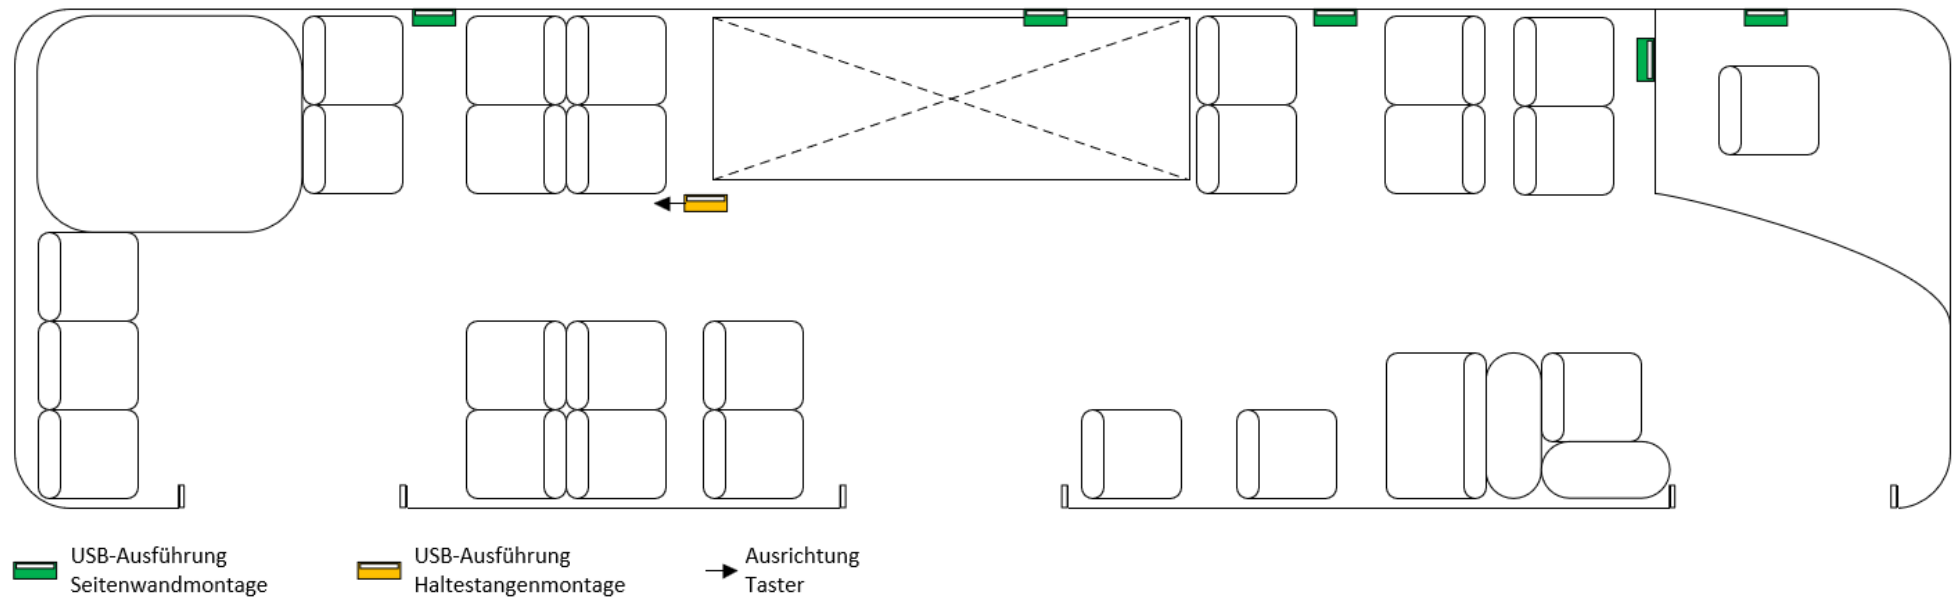 USB-Ausführung
Seitenwandmontage
USB-Ausführung
Haltestangenmontage
Ausrichtung
Taster